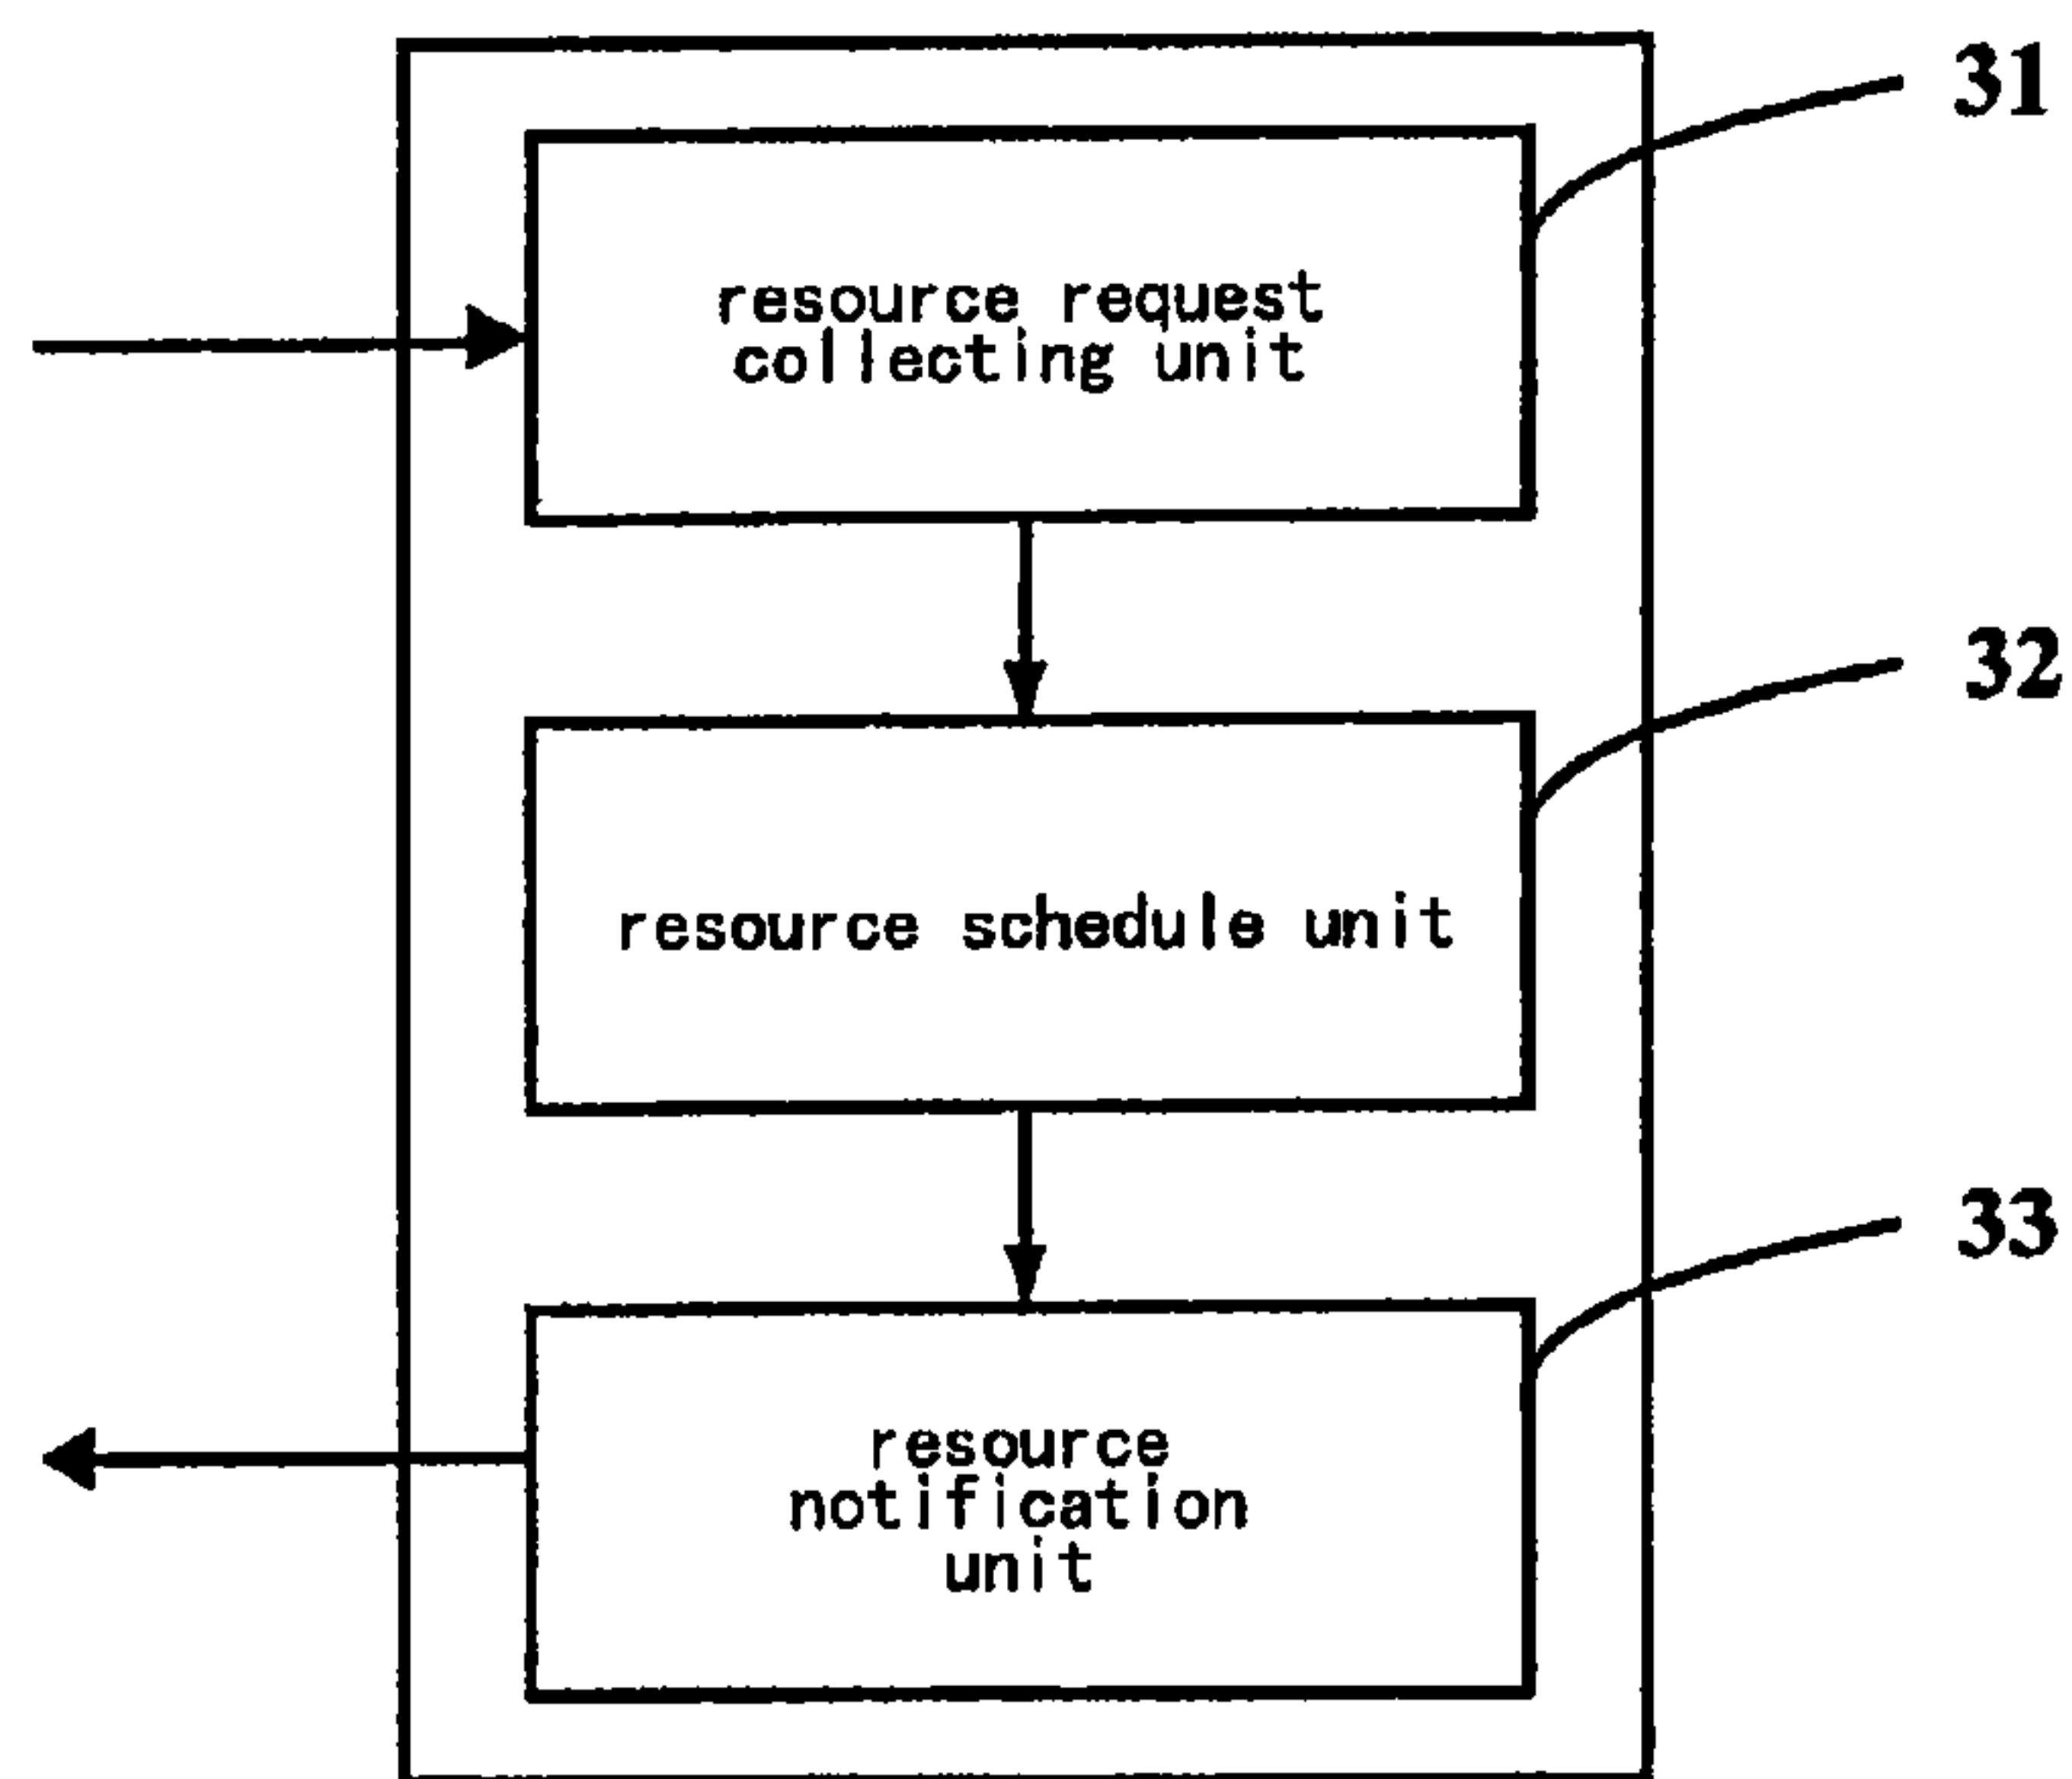 31
resource request
collecting unit
32
resource schedule unit
33
resource
notification
unit